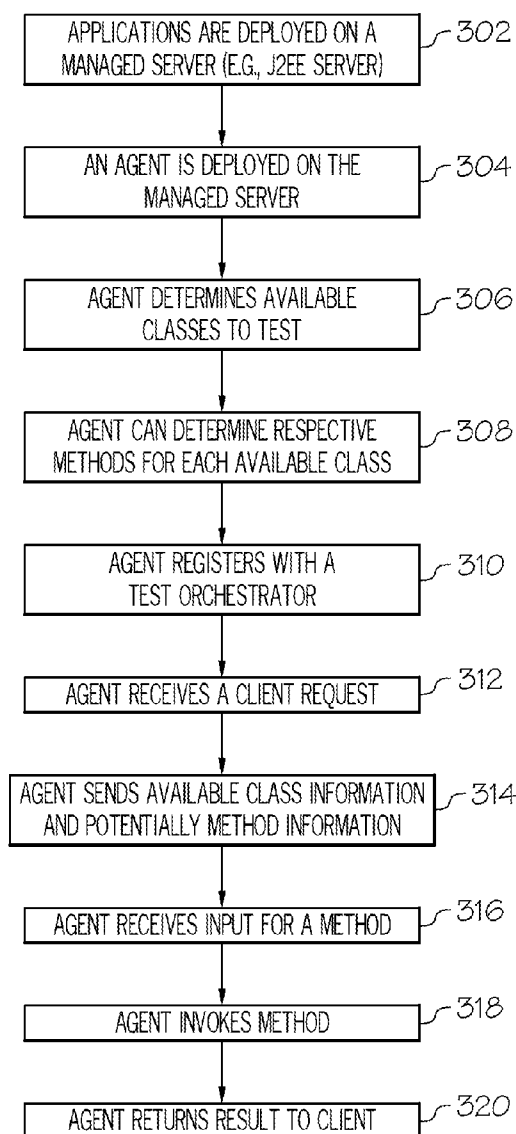 APPLICATIONS ARE DEPLOYED ON A
MANAGED SERVER (E.G., J2EE SERVER)
302
AN AGENT IS DEPLOYED ON THE
MANAGED SERVER
304
AGENT DETERMINES AVAILABLE
CLASSES TO TEST
306
AGENT CAN DETERMINE RESPECTIVE
METHODS FOR EACH AVAILABLE CLASS
308
AGENT REGISTERS WITH A
TEST ORCHESTRATOR
310
AGENT RECEIVES A CLIENT REQUEST
312
AGENT SENDS AVAILABLE CLASS INFORMATION
AND POTENTIALLY METHOD INFORMATION
314
AGENT RECEIVES INPUT FOR A METHOD
316
AGENT INVOKES METHOD
318
AGENT RETURNS RESULT TO CLIENT
320